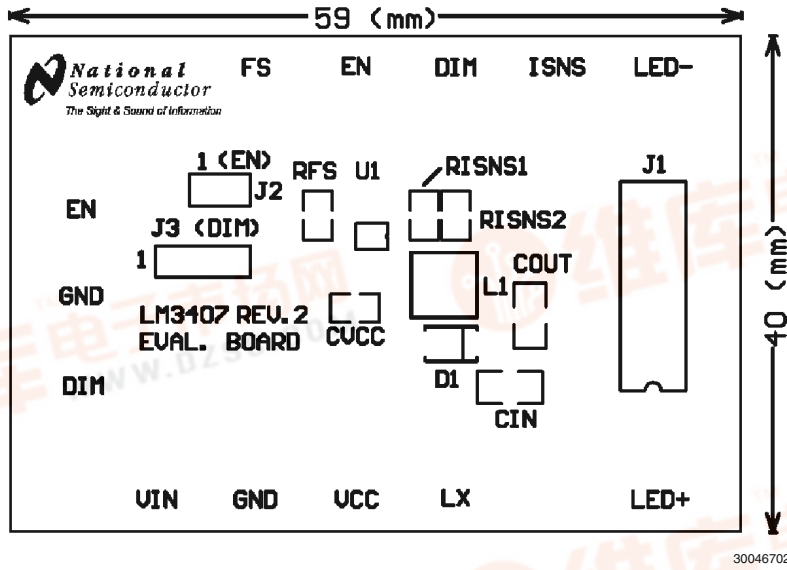 59 (mm)
National
Semiconductor
The Sight & Sound of Information
FS EN DIM ISNS LED-
1 (EN)
J2
RFS U1
RISNS1
J1
EN
J3 (DIM)
RISNS2
1
COUT
GND
L1
LM3407 REV.2
EVAL. BOARD
CVCC
40 (mm)
DIM
D1
CIN
VIN GND VCC LX LED+
30046702